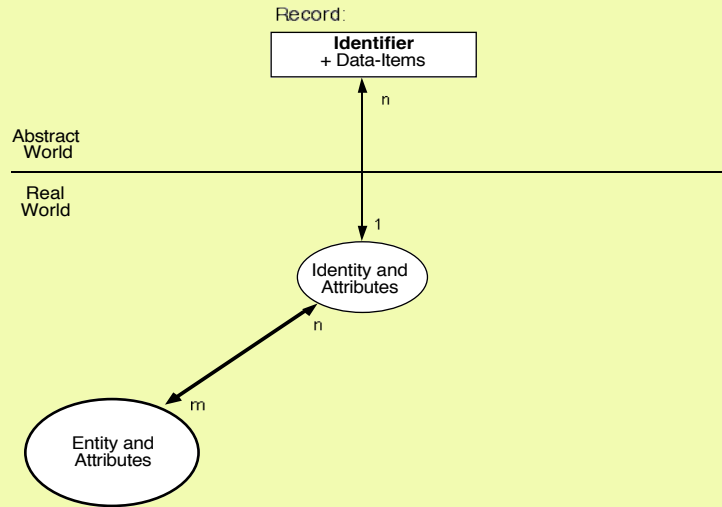 Record:
Identifier
+ Data-Items
n
Abstract
World
Real
World
1
Identity and
Attributes
n
m
Entity and
Attributes